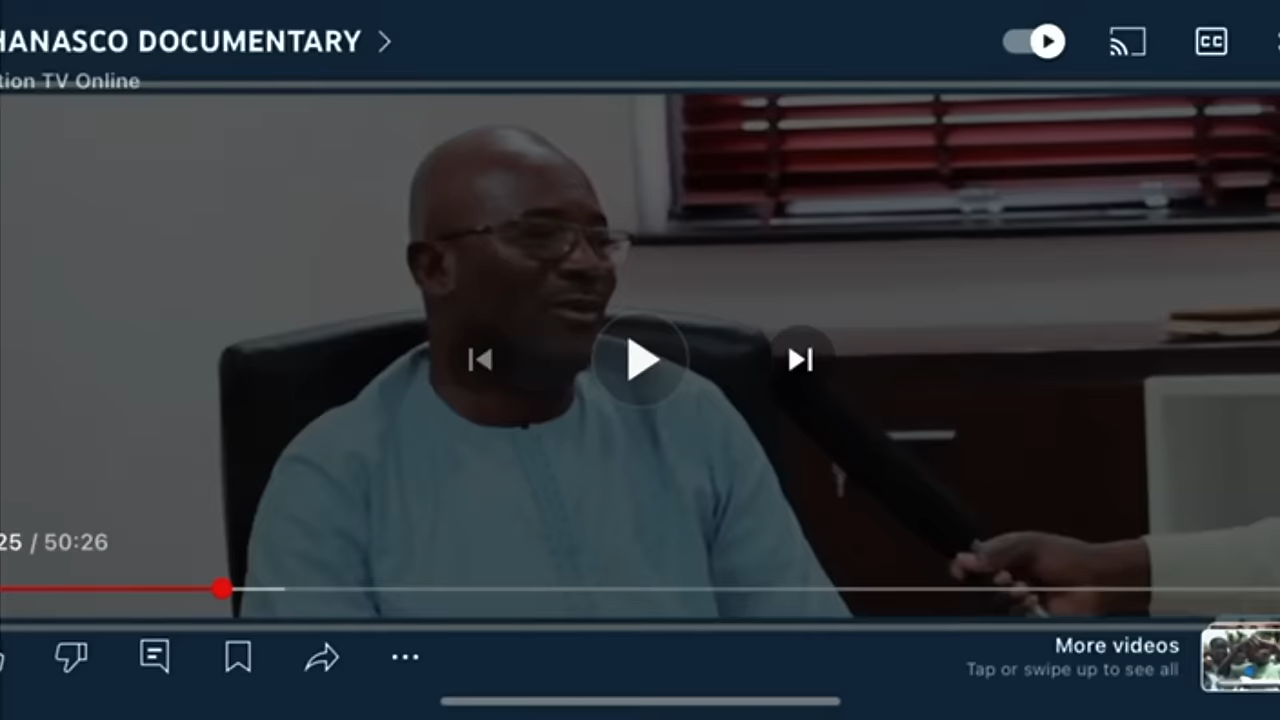 HANASCO DOCUMENTARY
tion TV Online
CC
25 / 50:26
More videos
Tap or swipe up to see all